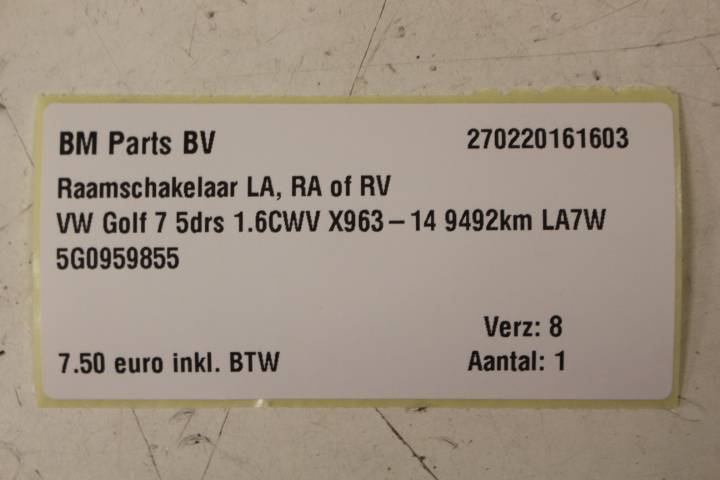 BM Parts BV 270220161603
Raamschakelaar LA, RA of RV
VW Golf 7 5drs 1.6CWV X963-14 9492km LA7W
5G0959855
Verz: 8
7.50 euro inkl. BTW Aantal: 1